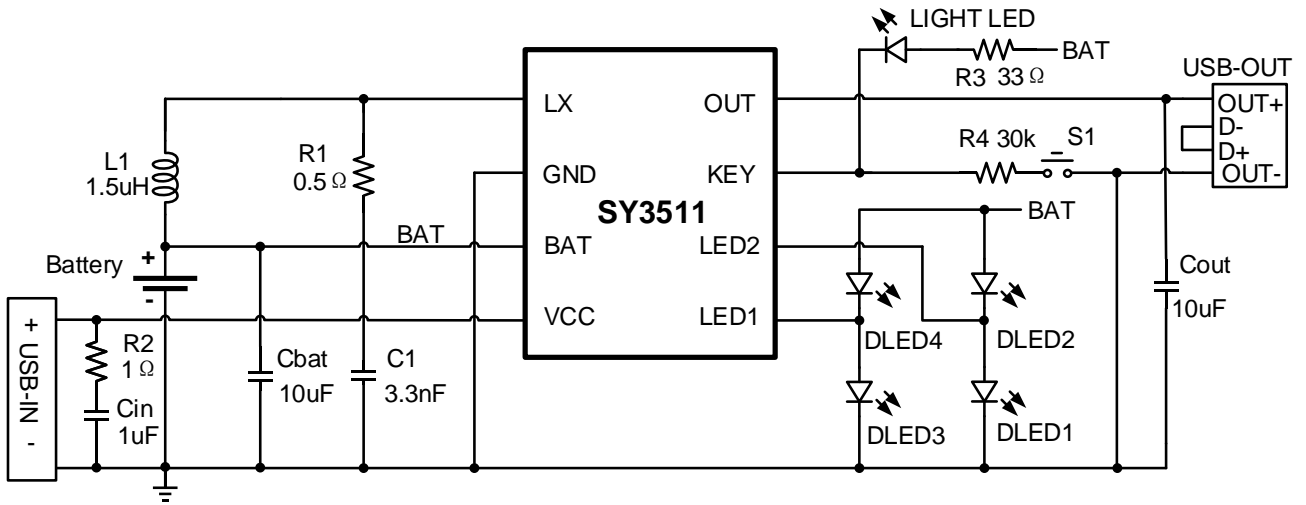 LIGHT LED
BAT
R3 33Ω
USB-OUT
LX
OUT
OUT+
D-
D+
OUT-
R4 30k
S1
L1
1.5uH
R1
0.5Ω
GND
KEY
SY3511
BAT
BAT
BAT
LED2
Battery
+
-
Cout
10uF
VCC
LED1
DLED4
DLED2
+ USB-IN -
R2
1Ω
Cbat
10uF
C1
3.3nF
Cin
1uF
DLED3
DLED1